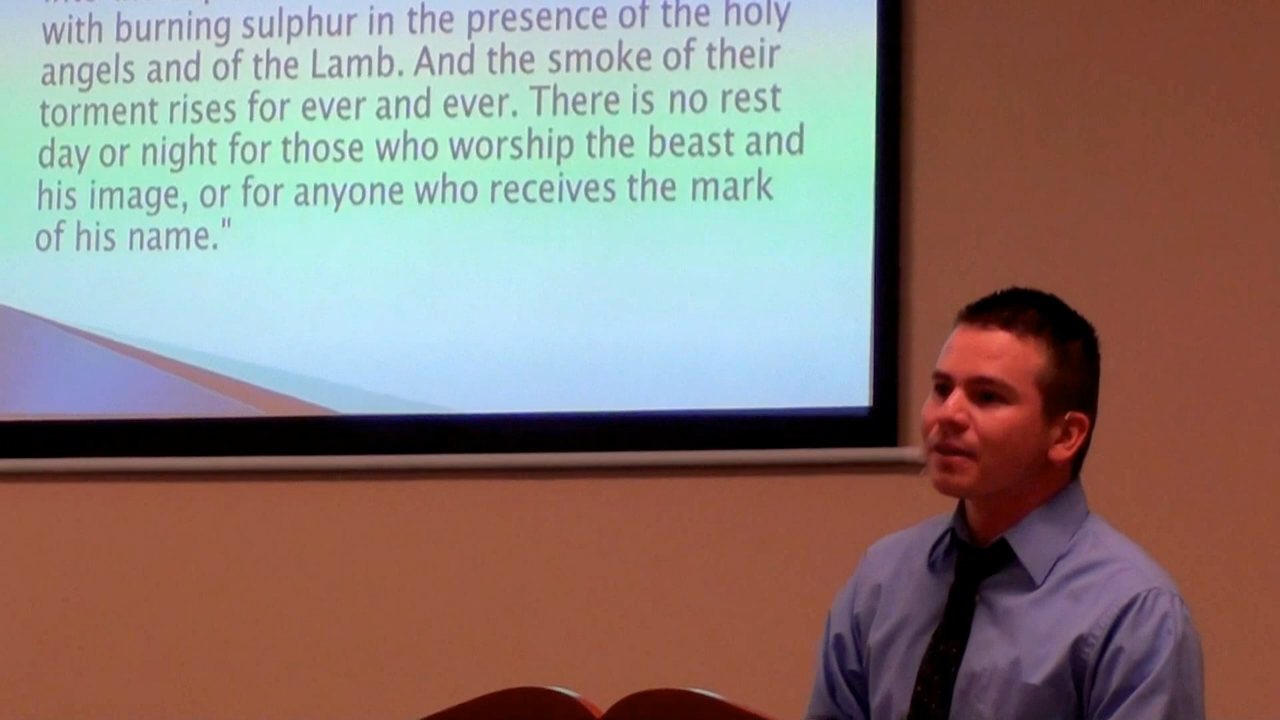 with burning sulphur in the presence of the holy
angels and of the Lamb. And the smoke of their
torment rises for ever and ever. There is no rest
day or night for those who worship the beast and
his image, or for anyone who receives the mark
of his name."